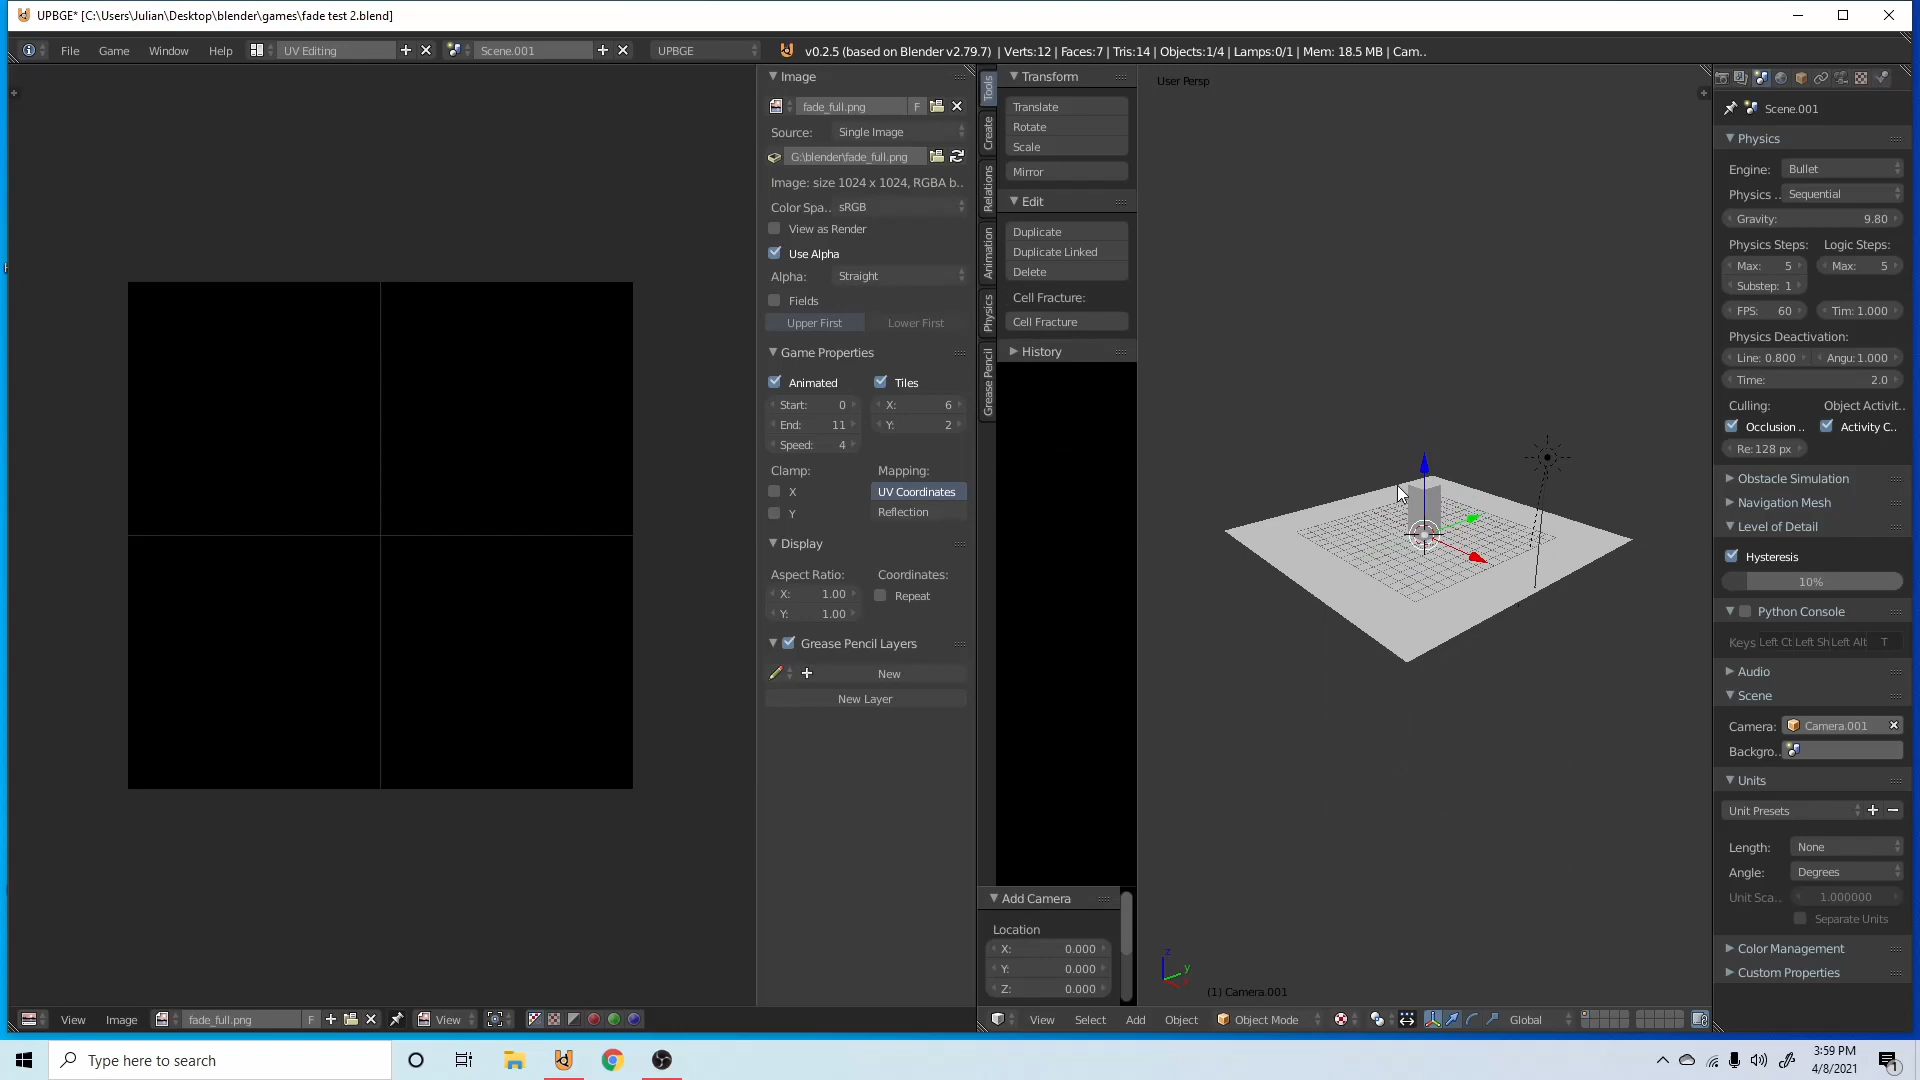 UPBGE* [C:\Users\Julian\Desktop\blender\games\fade test 2.blend]
File Game Window Help UV Editing Scene.001 UPBGE v0.2.5 (based on Blender v2.79.7) | Verts:12 | Faces:7 | Tris:14 | Objects:1/4 | Lamps:0/1 | Mem: 18.5 MB | Cam..
Image
fade_full.png F
Source: Single Image
G:\blender\fade_full.png
Image: size 1024 x 1024, RGBA b..
Color Spa.. sRGB
View as Render
Use Alpha
Alpha: Straight
Fields
Upper First Lower First
Game Properties
Animated Tiles
Start: 0 X: 6
End: 11 Y: 2
Speed: 4
Clamp: Mapping:
X UV Coordinates
Y Reflection
Display
Aspect Ratio: Coordinates:
X: 1.00 Repeat
Y: 1.00
Grease Pencil Layers
New
New Layer
Tools
Create
Relations
Animation
Physics
Grease Pencil
Transform
Translate
Rotate
Scale
Mirror
Edit
Duplicate
Duplicate Linked
Delete
Cell Fracture:
Cell Fracture
History
Add Camera
Location
X: 0.000
Y: 0.000
Z: 0.000
User Persp
z
y
(1) Camera.001
Scene.001
Physics
Engine: Bullet
Physics .. Sequential
Gravity: 9.80
Physics Steps: Logic Steps:
Max: 5 Max: 5
Substep: 1
FPS: 60 Tim: 1.000
Physics Deactivation:
Line: 0.800 Angu: 1.000
Time: 2.0
Culling: Object Activit..
Occlusion .. Activity C..
Re: 128 px
Obstacle Simulation
Navigation Mesh
Level of Detail
Hysteresis
10%
Python Console
Keys Left Ct Left Sh Left Alt T
Audio
Scene
Camera: Camera.001
Backgro..
Units
Unit Presets
Length: None
Angle: Degrees
Unit Sca.. 1.000000
Separate Units
Color Management
Custom Properties
View Image fade_full.png F View
View Select Add Object Object Mode Global
Type here to search
3:59 PM
4/8/2021
1